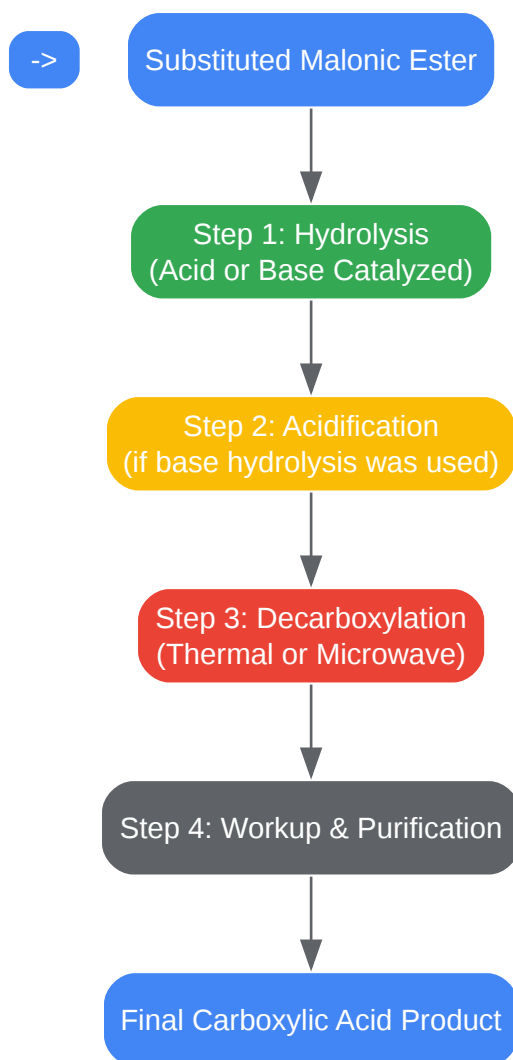 ->
Substituted Malonic Ester
Step 1: Hydrolysis
(Acid or Base Catalyzed)
Step 2: Acidification
(if base hydrolysis was used)
Step 3: Decarboxylation
(Thermal or Microwave)
Step 4: Workup & Purification
Final Carboxylic Acid Product